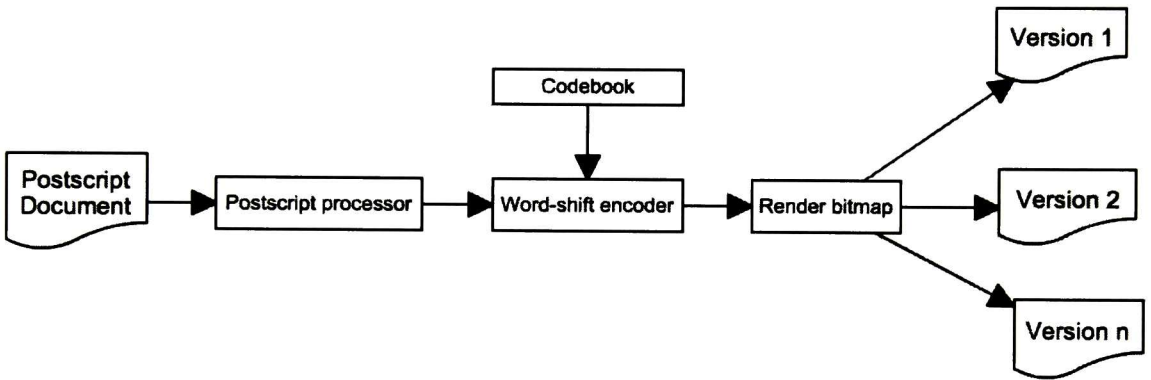 Version 1
Codebook
Postscript
Document
Postscript processor
Word-shift encoder
Render bitmap
Version 2
Version n